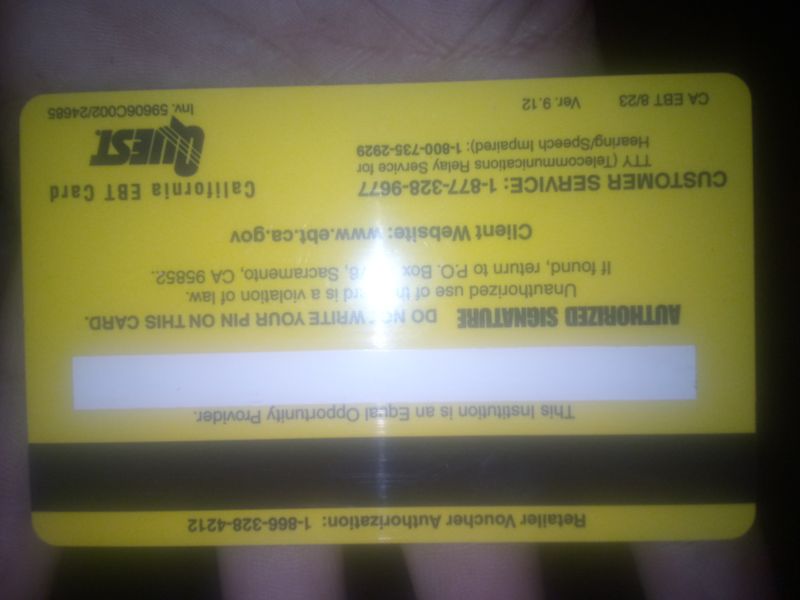 Retailer Voucher Authorization: 1-866-328-4212
This Institution is an Equal Opportunity Provider.
AUTHORIZED SIGNATURE DO NOT WRITE YOUR PIN ON THIS CARD.
Unauthorized use of this card is a violation of law.
If found, return to P.O. Box, Sacramento, CA 95852.
Client Website: www.ebt.ca.gov
CUSTOMER SERVICE: 1-877-328-9677
TTY (Telecommunications Relay Service for
Hearing/Speech Impaired): 1-800-735-2929
California EBT Card
QUEST.
CA EBT 8/23 Ver. 9.12 Inv. 59606C002/24685